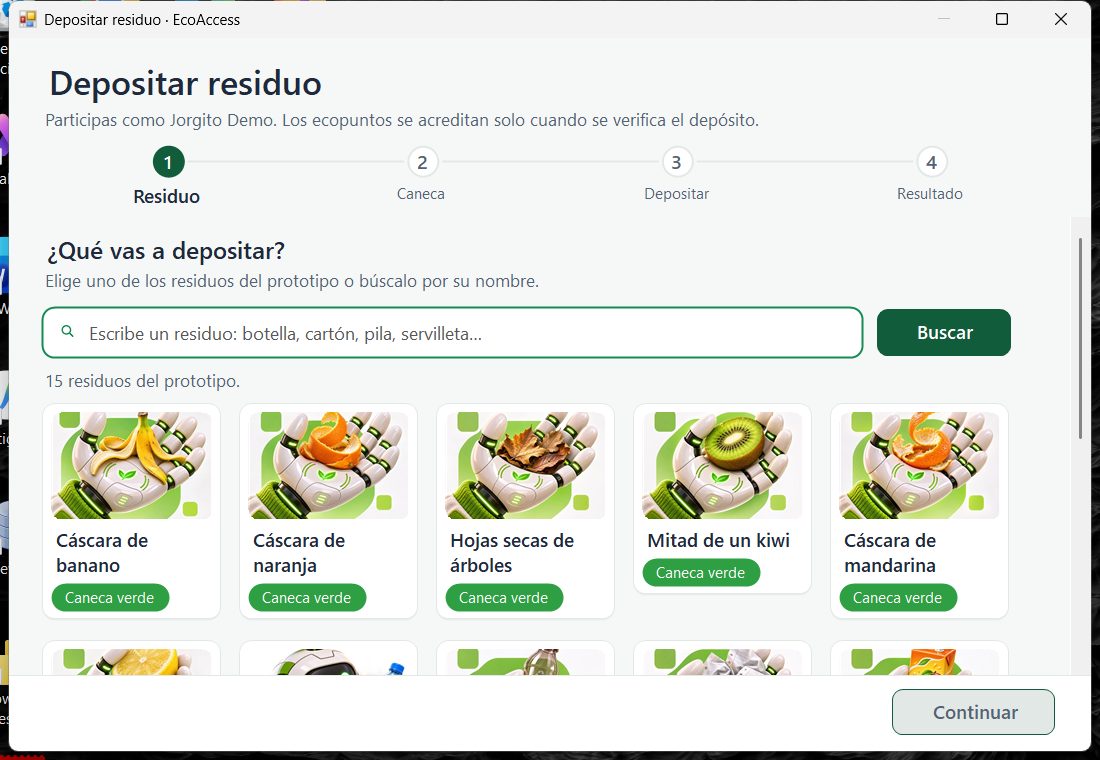 Depositar residuo · EcoAccess
Depositar residuo
Participas como Jorgito Demo. Los ecopuntos se acreditan solo cuando se verifica el depósito.
1
2
3
4
Residuo
Caneca
Depositar
Resultado
¿Qué vas a depositar?
Elige uno de los residuos del prototipo o búscalo por su nombre.
Escribe un residuo: botella, cartón, pila, servilleta...
Buscar
15 residuos del prototipo.
Cáscara de
banano
Caneca verde
Cáscara de
naranja
Caneca verde
Hojas secas de
árboles
Caneca verde
Mitad de un kiwi
Caneca verde
Cáscara de
mandarina
Caneca verde
Continuar